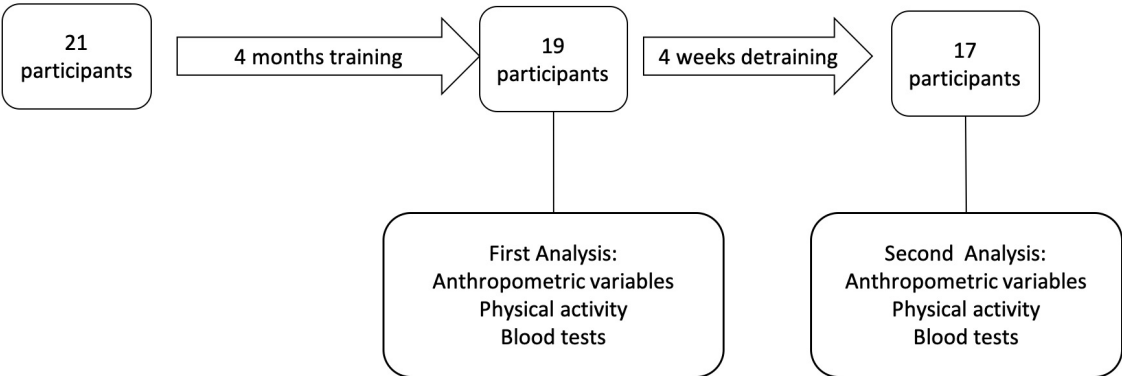 21
participants
4 months training
19
participants
4 weeks detraining
17
participants
First Analysis:
Anthropometric variables
Physical activity
Blood tests
Second Analysis:
Anthropometric variables
Physical activity
Blood tests